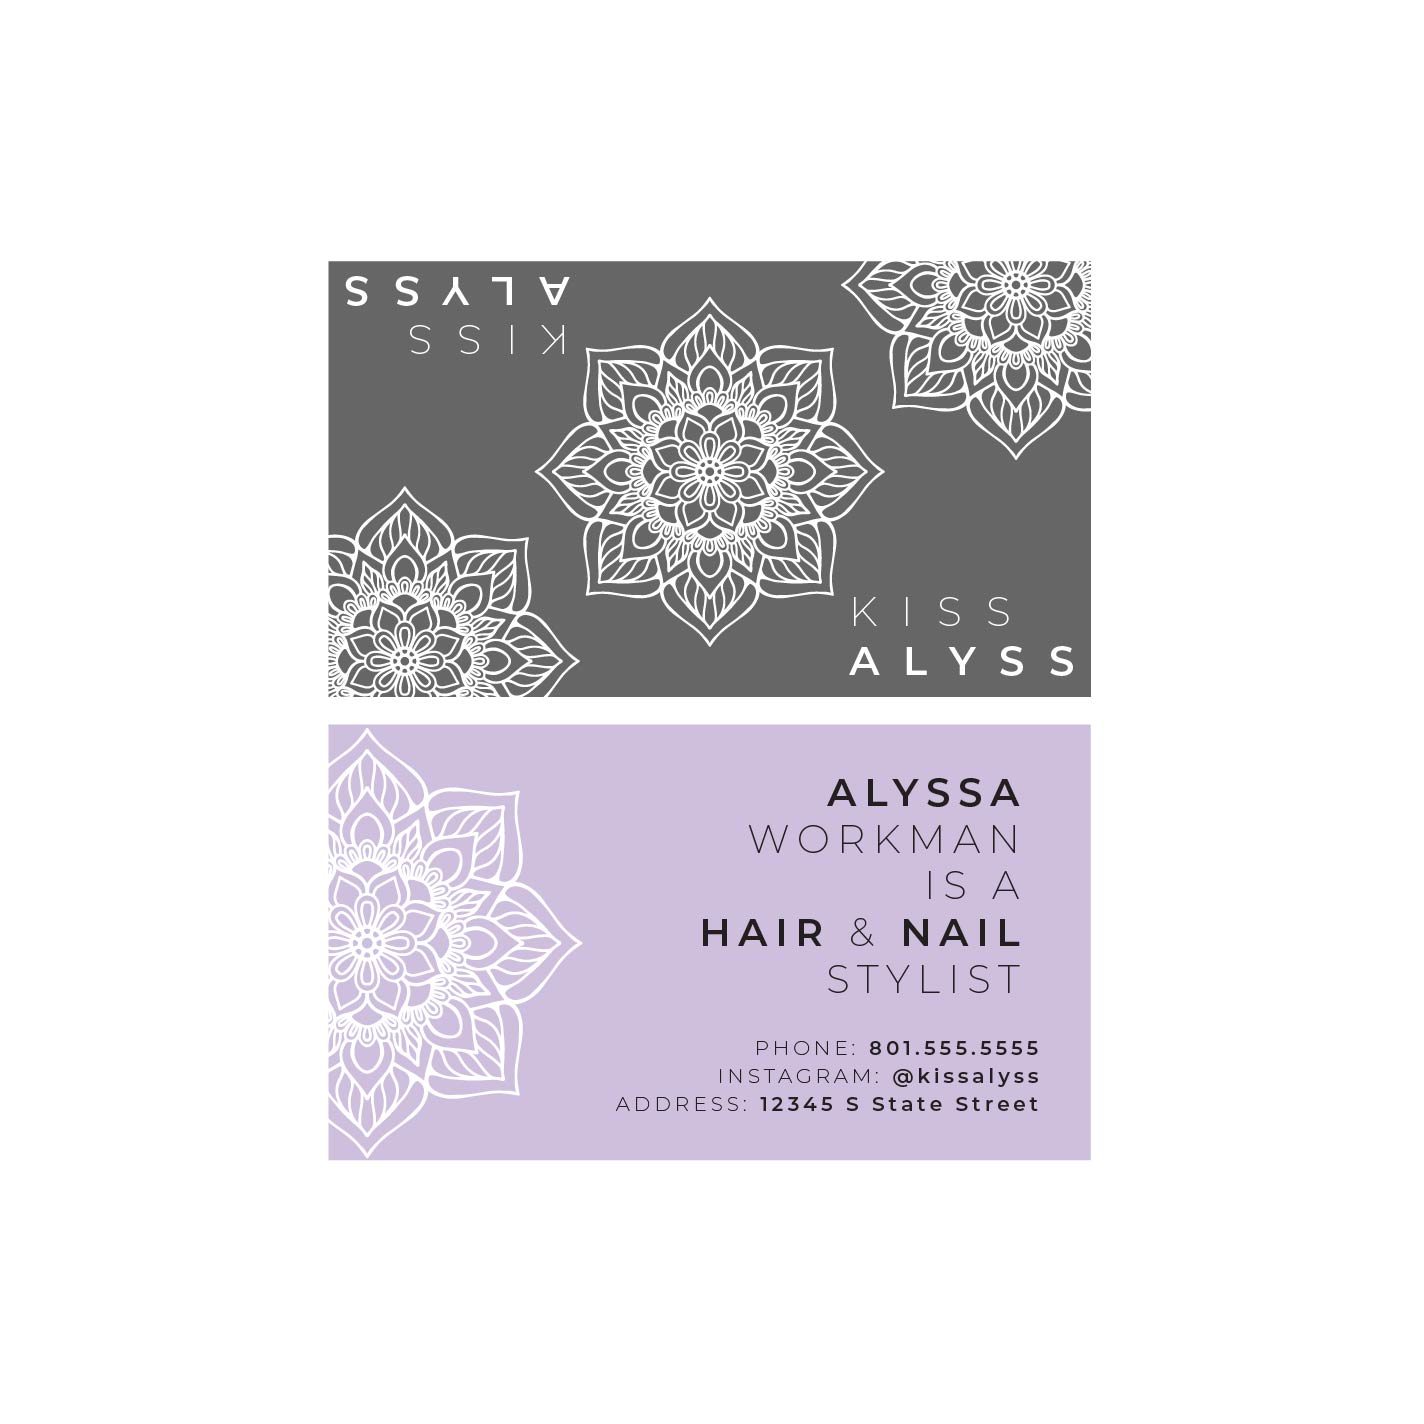 ALYSS
KISS
KISS
ALYSS
ALYSSA
WORKMAN
IS A
HAIR & NAIL
STYLIST
PHONE: 801.555.5555
INSTAGRAM: @kissalyss
ADDRESS: 12345 S State Street